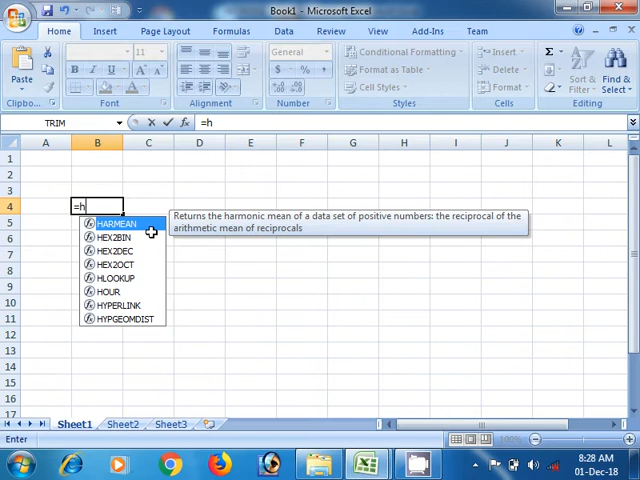 Book1 - Microsoft Excel
Home Insert Page Layout Formulas Data Review View Add-Ins Team
Paste
11
General
Conditional Formatting
Format as Table
Cell Styles
Insert
Delete
Format
Sort & Filter
Find & Select
Clipboard
Font
Alignment
Number
Styles
Cells
Editing
TRIM
=h
A B C D E F G H I J K L
1
2
3
4 =h
Returns the harmonic mean of a data set of positive numbers: the reciprocal of the
arithmetic mean of reciprocals
5
6
7
8
9
10
11
12
13
14
15
16
17
HARMEAN
HEX2BIN
HEX2DEC
HEX2OCT
HLOOKUP
HOUR
HYPERLINK
HYPGEOMDIST
Sheet1 Sheet2 Sheet3
Enter
100%
8:28 AM
01-Dec-18